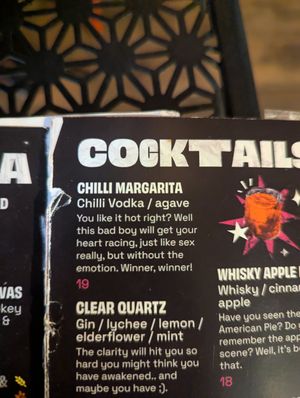 COCKTAILS
A
D
VAS
&
CHILLI MARGARITA
Chilli Vodka / agave
You like it hot right? Well
this bad boy will get your
heart racing, just like sex
really, but without the
emotion. Winner, winner!
19
CLEAR QUARTZ
Gin / lychee / lemon /
elderflower / mint
The clarity will hit you so
hard you might think you
have awakened.. and
maybe you have ;).
WHISKY APPLE
Whisky / cinna
apple
Have you seen the
American Pie? Do
remember the app
scene? Well, it's b
that.
18